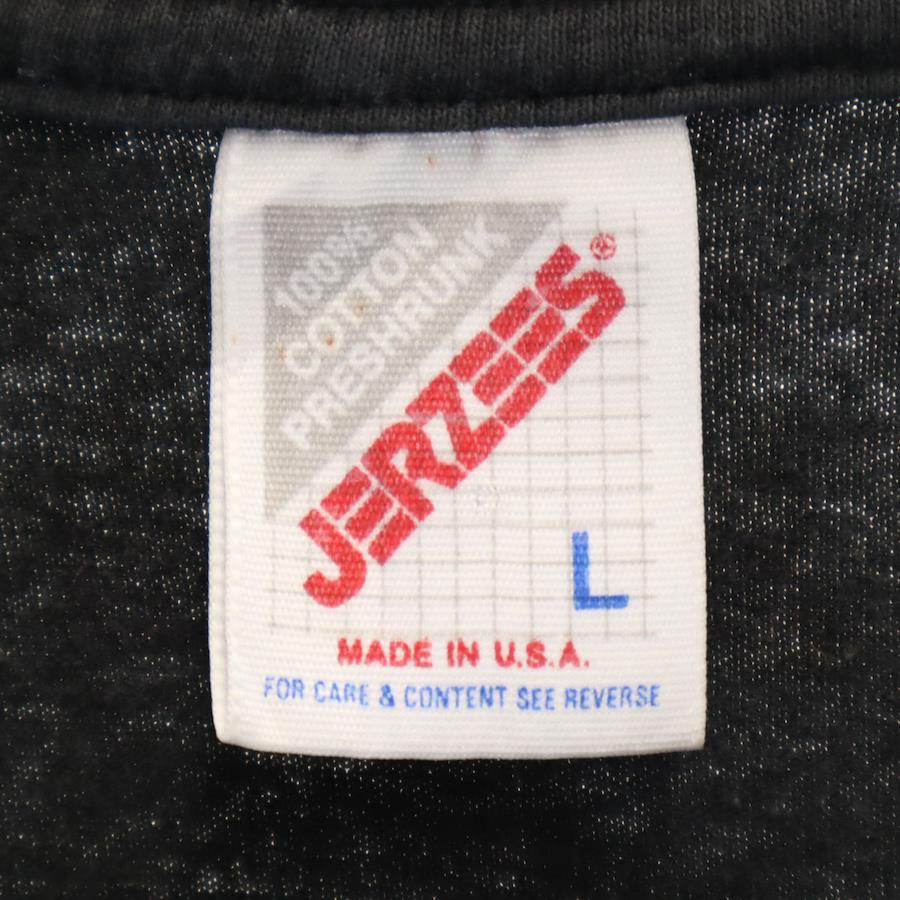 100%
COTTON
PRESHRUNK
JERZEES®
L
MADE IN U.S.A.
FOR CARE & CONTENT SEE REVERSE